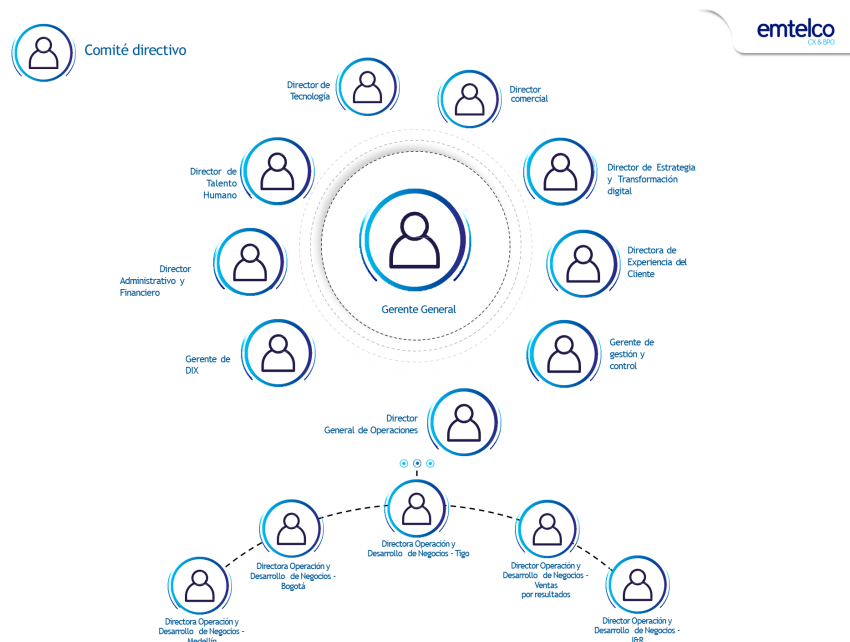 emtelco
CX & BPO
Comité directivo
Director de
Tecnología
Director
comercial
Director de
Talento
Humano
Director de Estrategia
y Transformación
digital
Director
Administrativo y
Financiero
Directora de
Experiencia del
Cliente
Gerente General
Gerente de
DIX
Gerente de
gestión y
control
Director
General de Operaciones
Directora Operación y
Desarrollo de Negocios - Tigo
Directora Operación y
Desarrollo de Negocios -
Bogotá
Director Operación y
Desarrollo de Negocios -
Ventas
por resultados
Directora Operación y
Desarrollo de Negocios -
Medellín
Director Operación y
Desarrollo de Negocios -